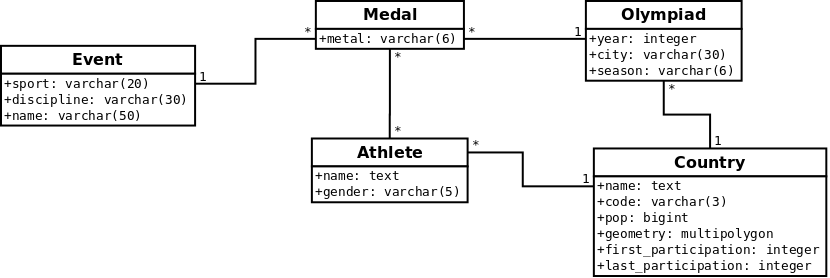 Medal
+metal: varchar(6)
Olympiad
+year: integer
+city: varchar(30)
+season: varchar(6)
Event
+sport: varchar(20)
+discipline: varchar(30)
+name: varchar(50)
* 
* 
1
1
*
*
1
*
Athlete
+name: text
+gender: varchar(5)
*
1
Country
+name: text
+code: varchar(3)
+pop: bigint
+geometry: multipolygon
+first_participation: integer
+last_participation: integer